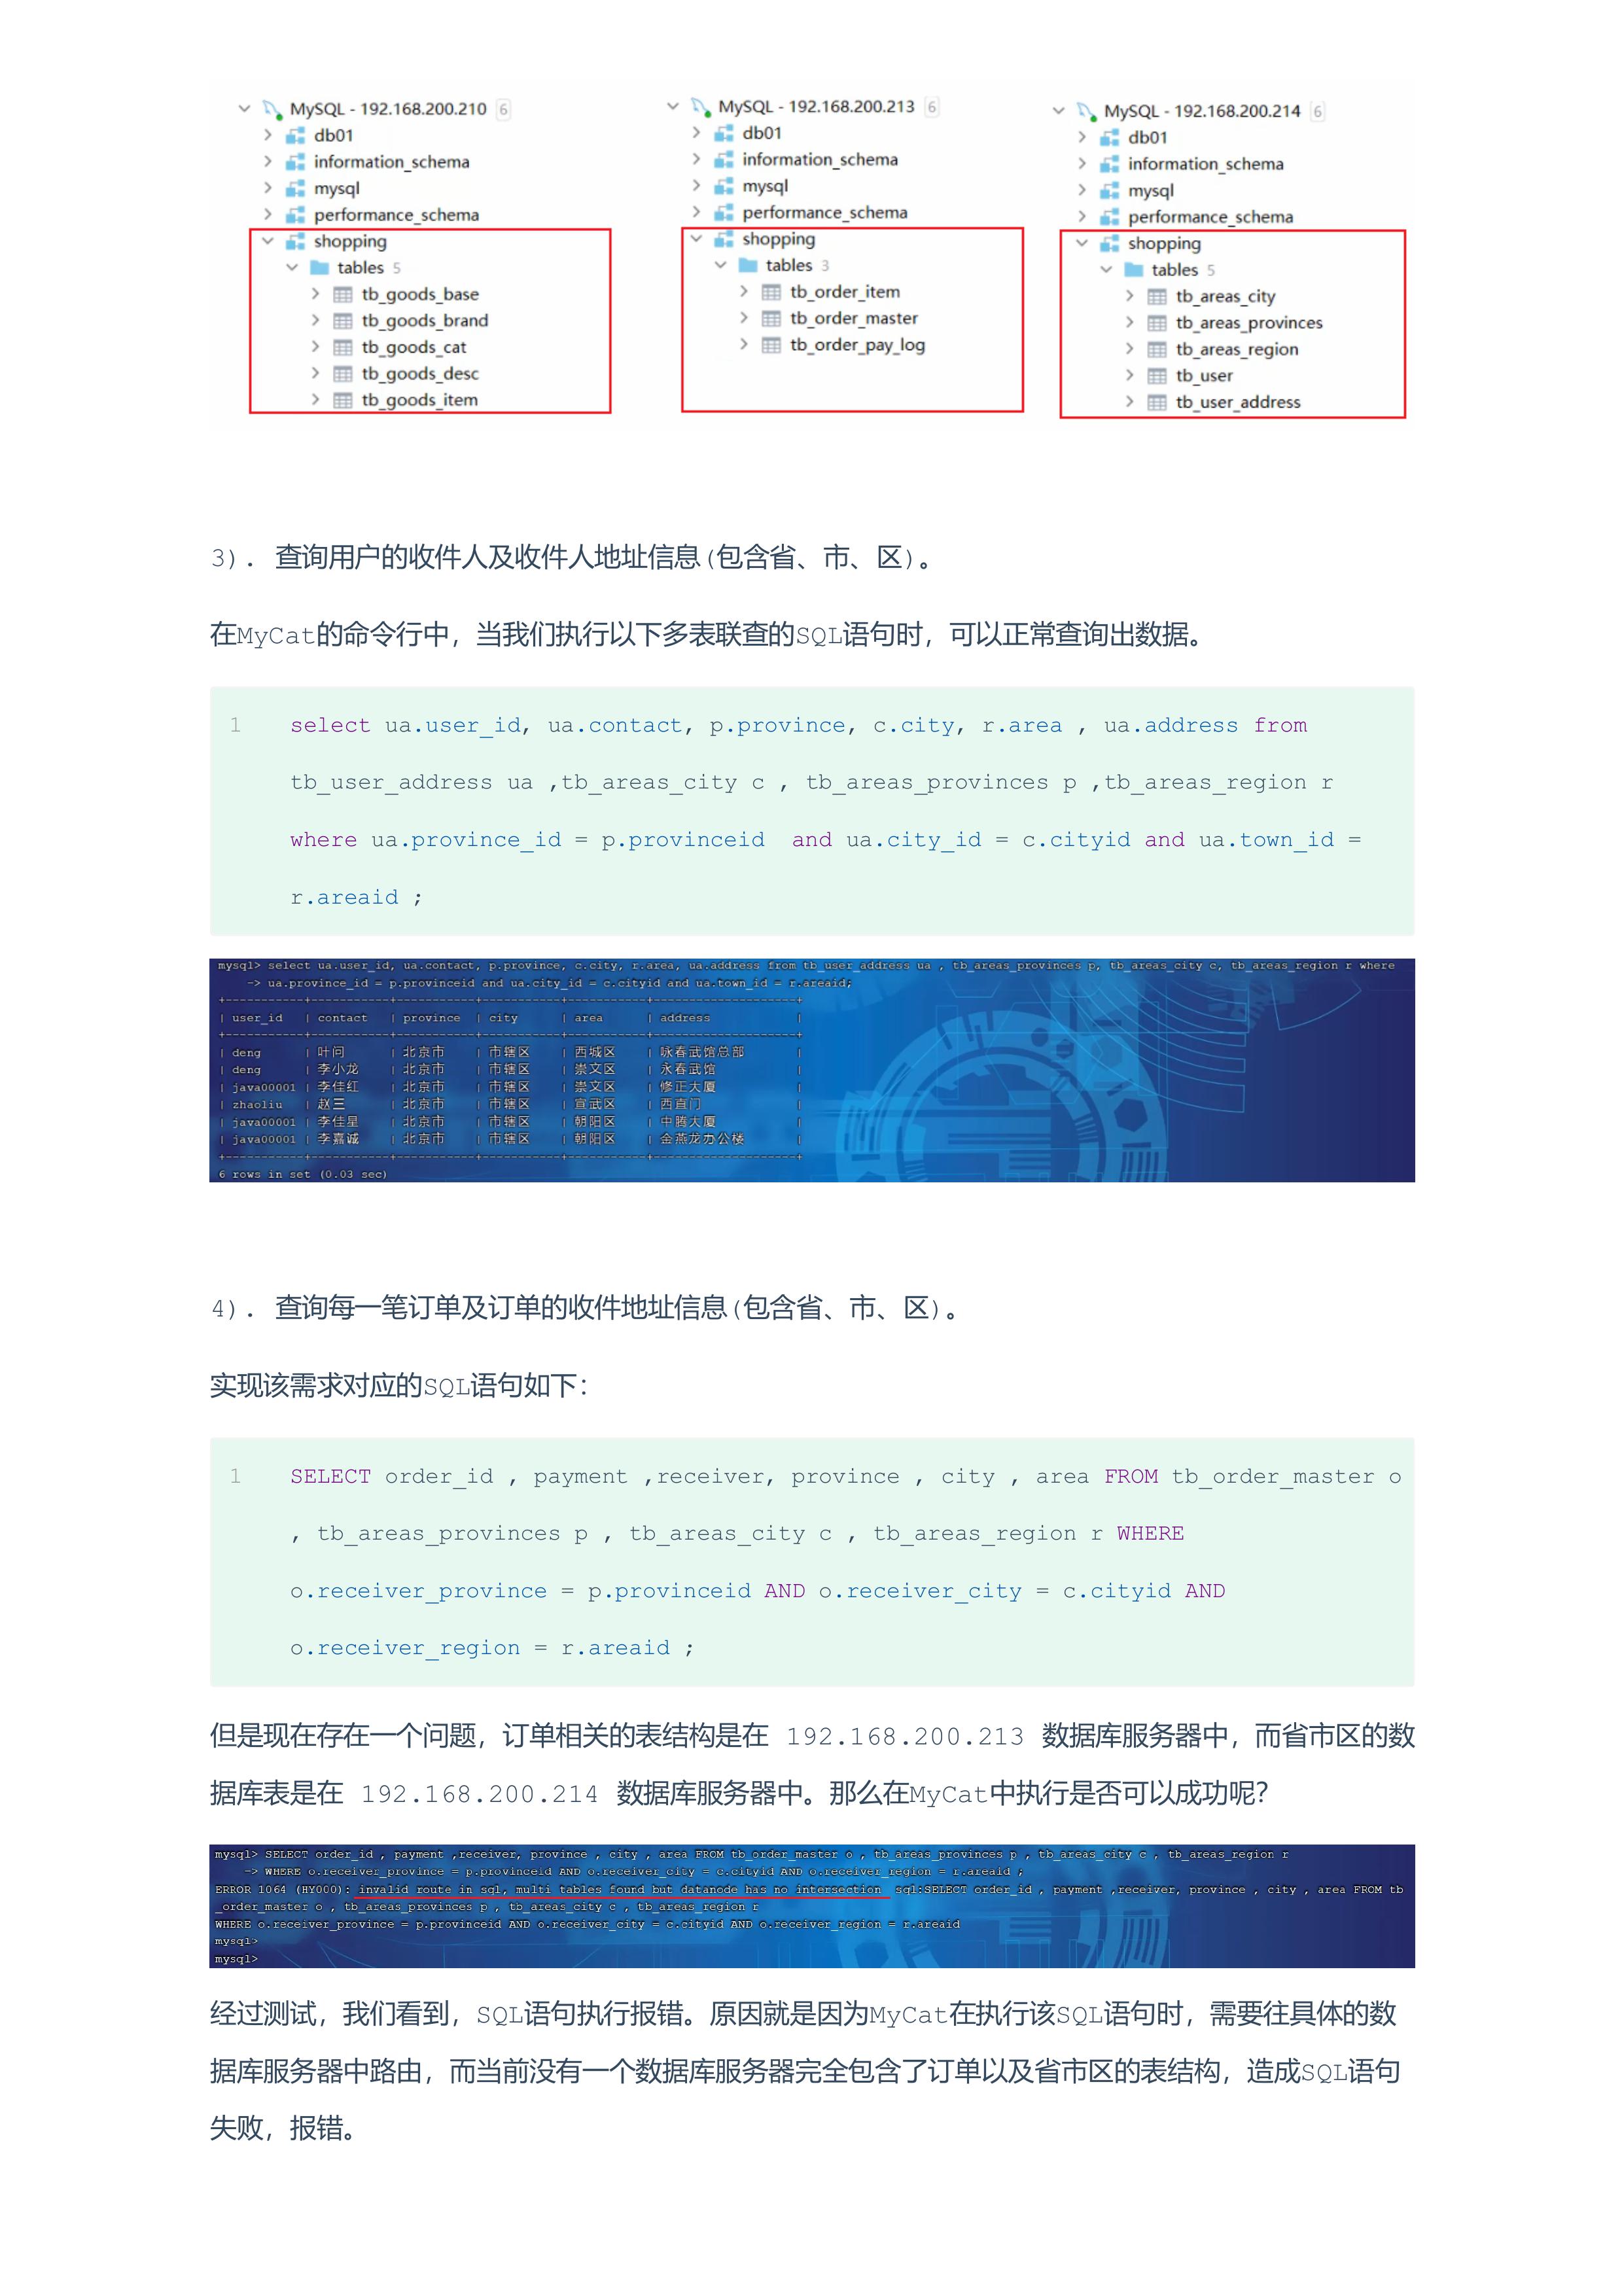 MySQL - 192.168.200.210 6
db01
information_schema
mysql
performance_schema
shopping
tables 5
tb_goods_base
tb_goods_brand
tb_goods_cat
tb_goods_desc
tb_goods_item
MySQL - 192.168.200.213 6
db01
information_schema
mysql
performance_schema
shopping
tables 3
tb_order_item
tb_order_master
tb_order_pay_log
MySQL - 192.168.200.214 6
db01
information_schema
mysql
performance_schema
shopping
tables 5
tb_areas_city
tb_areas_provinces
tb_areas_region
tb_user
tb_user_address
3). 查询用户的收件人及收件人地址信息(包含省、市、区)。
在MyCat的命令行中，当我们执行以下多表联查的SQL语句时，可以正常查询出数据。
1 select ua.user_id, ua.contact, p.province, c.city, r.area , ua.address from
tb_user_address ua ,tb_areas_city c , tb_areas_provinces p ,tb_areas_region r
where ua.province_id = p.provinceid  and ua.city_id = c.cityid and ua.town_id =
r.areaid ;
mysql> select ua.user_id, ua.contact, p.province, c.city, r.area, ua.address from tb_user_address ua , tb_areas_provinces p, tb_areas_city c, tb_areas_region r where
-> ua.province_id = p.provinceid and ua.city_id = c.cityid and ua.town_id = r.areaid;
+-----------+----------+----------+----------+----------+------------------+
| user_id | contact | province | city | area | address |
+-----------+----------+----------+----------+----------+------------------+
| deng | 叶问 | 北京市 | 市辖区 | 西城区 | 咏春武馆总部 |
| deng | 李小龙 | 北京市 | 市辖区 | 崇文区 | 永春武馆 |
| java00001 | 李佳红 | 北京市 | 市辖区 | 崇文区 | 修正大厦 |
| zhaoliu | 赵三 | 北京市 | 市辖区 | 宣武区 | 西直门 |
| java00001 | 李佳星 | 北京市 | 市辖区 | 朝阳区 | 中腾大厦 |
| java00001 | 李嘉诚 | 北京市 | 市辖区 | 朝阳区 | 金燕龙办公楼 |
+-----------+----------+----------+----------+----------+------------------+
6 rows in set (0.03 sec)
4). 查询每一笔订单及订单的收件地址信息(包含省、市、区)。
实现该需求对应的SQL语句如下：
1 SELECT order_id , payment ,receiver, province , city , area FROM tb_order_master o
, tb_areas_provinces p , tb_areas_city c , tb_areas_region r WHERE
o.receiver_province = p.provinceid AND o.receiver_city = c.cityid AND
o.receiver_region = r.areaid ;
但是现在存在一个问题，订单相关的表结构是在 192.168.200.213 数据库服务器中，而省市区的数
据库表是在 192.168.200.214 数据库服务器中。那么在MyCat中执行是否可以成功呢？
mysql> SELECT order_id , payment ,receiver, province , city , area FROM tb_order_master o , tb_areas_provinces p , tb_areas_city c , tb_areas_region r
-> WHERE o.receiver_province = p.provinceid AND o.receiver_city = c.cityid AND o.receiver_region = r.areaid ;
ERROR 1064 (HY000): invalid route in sql, multi tables found but datanode has no intersection  sql:SELECT order_id , payment ,receiver, province , city , area FROM tb
_order_master o , tb_areas_provinces p , tb_areas_city c , tb_areas_region r
WHERE o.receiver_province = p.provinceid AND o.receiver_city = c.cityid AND o.receiver_region = r.areaid
mysql>
mysql>
经过测试，我们看到，SQL语句执行报错。原因就是因为MyCat在执行该SQL语句时，需要往具体的数
据库服务器中路由，而当前没有一个数据库服务器完全包含了订单以及省市区的表结构，造成SQL语句
失败，报错。